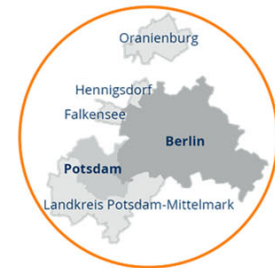 Oranienburg
Hennigsdorf
Falkensee
Berlin
Potsdam
Landkreis Potsdam-Mittelmark